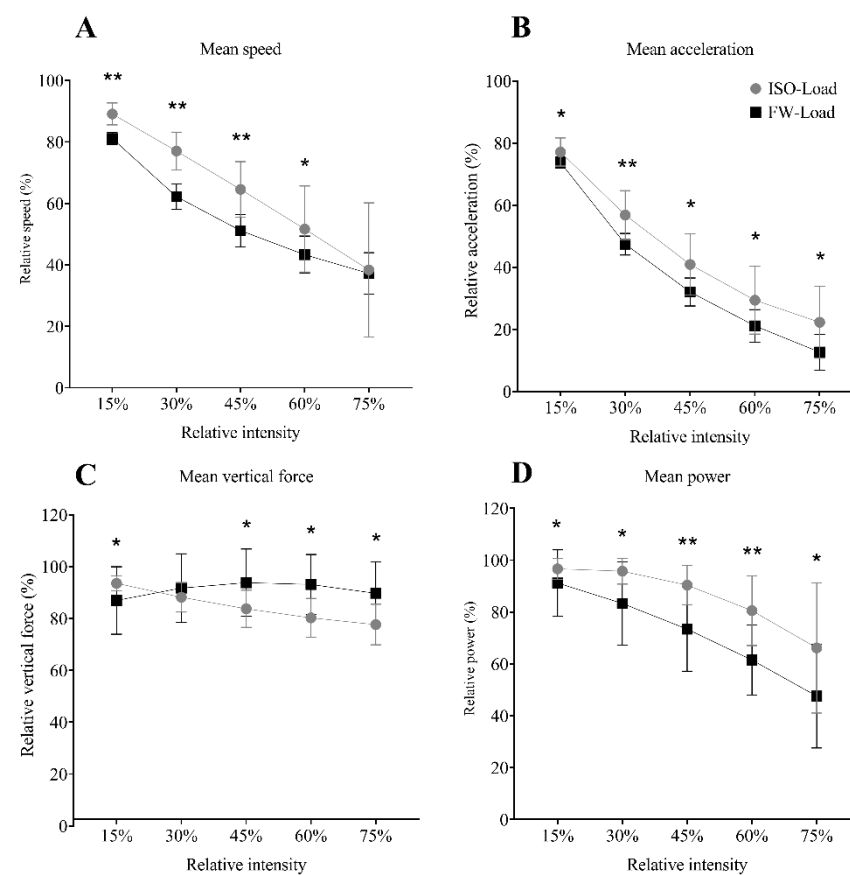 A
Mean speed
** ** ** *
100
80
60
40
20
0
Relative speed (%)
15% 30% 45% 60% 75%
Relative intensity
B
Mean acceleration
ISO-Load
FW-Load
* ** * * *
100
80
60
40
20
0
Relative acceleration (%)
15% 30% 45% 60% 75%
Relative intensity
C
Mean vertical force
* * * *
120
100
80
60
40
20
0
Relative vertical force (%)
15% 30% 45% 60% 75%
Relative intensity
D
Mean power
* * ** ** *
120
100
80
60
40
20
0
Relative power (%)
15% 30% 45% 60% 75%
Relative intensity